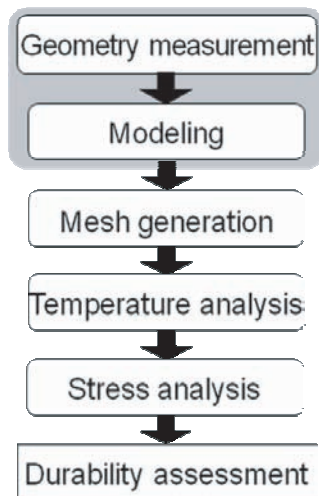 Geometry measurement
Modeling
Mesh generation
Temperature analysis
Stress analysis
Durability assessment